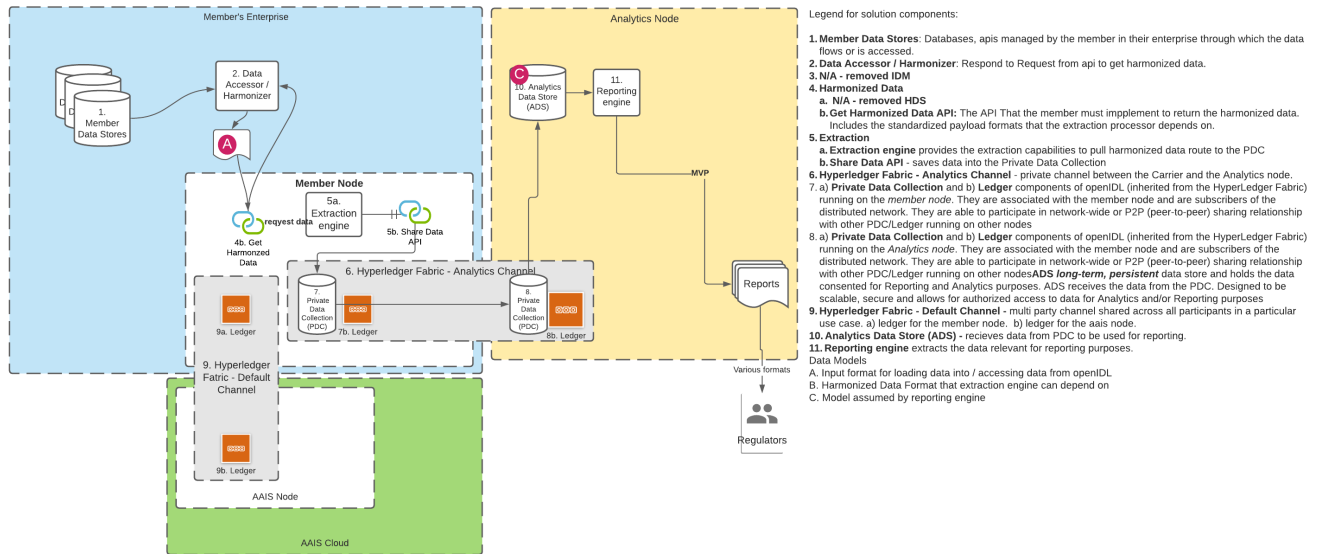 Member's Enterprise
Analytics Node
2. Data
Accessor /
Harmonizer
D
D
1.
Member
Data Stores
A
C
10. Analytics
Data Store
(ADS)
11.
Reporting
engine
MVP
Member Node
5a.
Extraction
engine
reqyest data
4b. Get
Harmonzed
Data
5b. Share Data
API
6. Hyperledger Fabric - Analytics Channel
7.
Private
Data
Collection
(PDC)
7b. Ledger
8.
Private
Data
Collection
(PDC)
8b. Ledger
Reports
9a. Ledger
9. Hyperledger
Fatric - Default
Channel
9b. Ledger
AAIS Node
AAIS Cloud
Various formats
Regulators
Legend for solution components:
1. Member Data Stores: Databases, apis managed by the member in their enterprise through which the data
flows or is accessed.
2. Data Accessor / Harmonizer: Respond to Request from api to get harmonized data.
3. N/A - removed IDM
4. Harmonized Data
a. N/A - removed HDS
b. Get Harmonized Data API: The API That the member must impplement to return the harmonized data.
Includes the standardized payload formats that the extraction processor depends on.
5. Extraction
a. Extraction engine provides the extraction capabilities to pull harmonized data route to the PDC
b. Share Data API - saves data into the Private Data Collection
6. Hyperledger Fabric - Analytics Channel - private channel between the Carrier and the Analytics node.
7. a) Private Data Collection and b) Ledger components of openIDL (inherited from the HyperLedger Fabric)
running on the member node. They are associated with the member node and are subscribers of the
distributed network. They are able to participate in network-wide or P2P (peer-to-peer) sharing relationship
with other PDC/Ledger running on other nodes
8. a) Private Data Collection and b) Ledger components of openIDL (inherited from the HyperLedger Fabric)
running on the Analytics node. They are associated with the member node and are subscribers of the
distributed network. They are able to participate in network-wide or P2P (peer-to-peer) sharing relationship
with other PDC/Ledger running on other nodesADS long-term, persistent data store and holds the data
consented for Reporting and Analytics purposes. ADS receives the data from the PDC. Designed to be
scalable, secure and allows for authorized access to data for Analytics and/or Reporting purposes
9. Hyperledger Fabric - Default Channel - multi party channel shared across all participants in a particular
use case. a) ledger for the member node. b) ledger for the aais node.
10. Analytics Data Store (ADS) - recieves data from PDC to be used for reporting.
11. Reporting engine extracts the data relevant for reporting purposes.
Data Models
A. Input format for loading data into / accessing data from openIDL
B. Harmonized Data Format that extraction engine can depend on
C. Model assumed by reporting engine